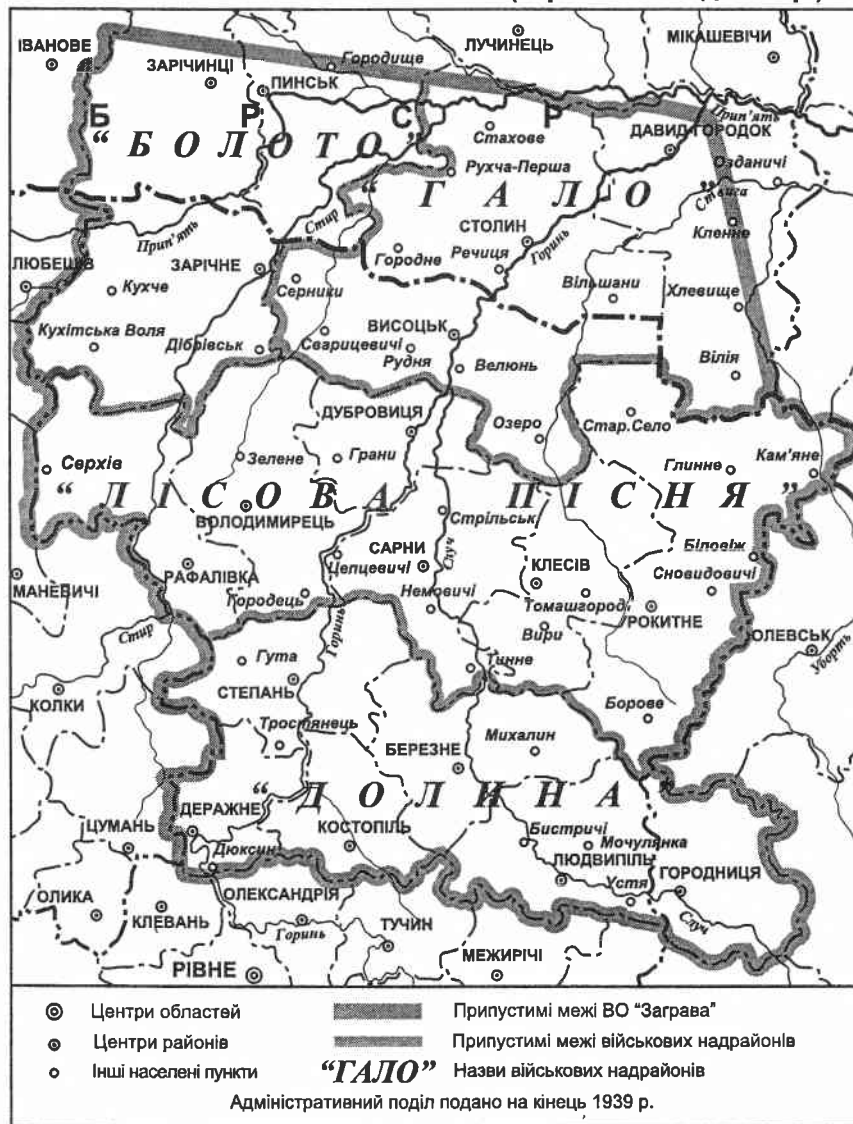 ЛУЧИНЕЦЬ
МІКАШЕВИЧИ
ІВАНОВЕ
Городище
ЗАРІЧИНЦІ
ПИНСЬК
Б Р С Р
Прип'ять
"БОЛОТО"
Стахове
ДАВИД-ГОРОДОК
Озданичі
Рухча-Перша
"ГАЛО"
Ствига
Стир
СТОЛИН
Кленне
Прип'ять
Городне
Горинь
Речиця
ЛЮБЕШІВ
ЗАРІЧНЕ
Кухче
Серники
Вільшани
Хлевище
Кухітська Воля
Дібрівськ
Сварицевичі
ВИСОЦЬК
Рудня
Велюнь
Вілія
ДУБРОВИЦЯ
Озеро
Стар.Село
Сєрхів
Зелене
Грани
Глинне
Кам'яне
"ЛІСОВА ПІСНЯ"
ВОЛОДИМИРЕЦЬ
Стрільськ
САРНИ
Случ
Біловіж
МАНЕВИЧІ
РАФАЛІВКА
Цепцевичі
КЛЕСІВ
Сновидовичі
Городець
Немовичі
Томашгород
РОКИТНЕ
Стир
Горинь
Вири
ОЛЕВСЬК
Уборть
Гута
Тинне
КОЛКИ
СТЕПАНЬ
Борове
Тростянець
БЕРЕЗНЕ
Михалин
"ДОЛИНА"
ЦУМАНЬ
ДЕРАЖНЕ
КОСТОПІЛЬ
Бистричі
Мочулянка
Дюксин
ЛЮДВИПІЛЬ
ГОРОДНИЦЯ
ОЛИКА
КЛЕВАНЬ
ОЛЕКСАНДРІЯ
Устя
Случ
Горинь
ТУЧИН
РІВНЕ
МЕЖИРІЧІ
Центри областей
Припустимі межі ВО "Заграва"
Центри районів
Припустимі межі військових надрайонів
Інші населені пункти
"ГАЛО"
Назви військових надрайонів
Адміністративний поділ подано на кінець 1939 р.